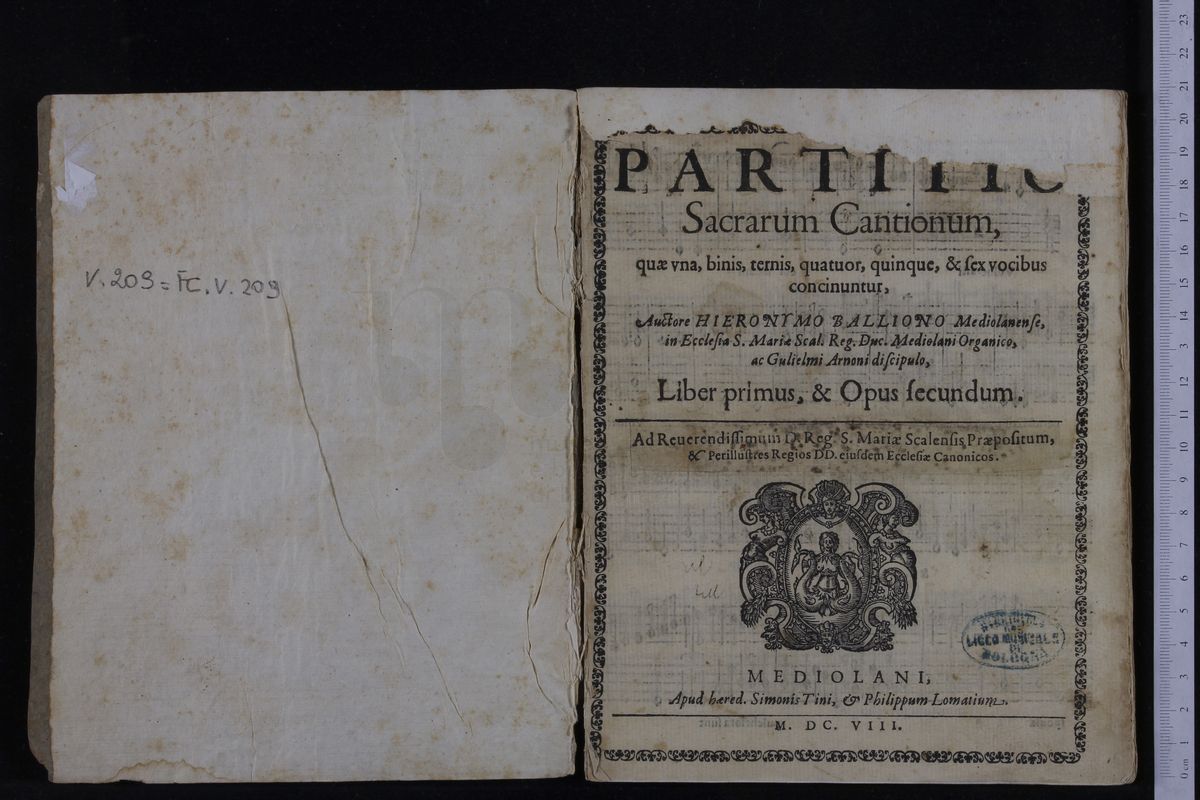 V. 209 = FC. V. 209
PARTITIO
Sacrarum Cantionum,
quæ vna, binis, ternis, quatuor, quinque, & ſex vocibus
concinuntur,
Auctore HIERONYMO BALLIONO Mediolanenſe,
in Eccleſia S. Mariæ Scal. Reg. Duc. Mediolani Organico,
ac Gulielmi Arnoni diſcipulo,
Liber primus, & Opus ſecundum.
Ad Reuerendiſſimum D. Reg. S. Mariæ Scalenſis Præpoſitum,
& Perilluſtres Regios DD. eiuſdem Eccleſiæ Canonicos.
LICEO MUSICALE
DI
BOLOGNA
MEDIOLANI,
Apud hæred. Simonis Tini, & Philippum Lomatium.
M. DC. VIII.